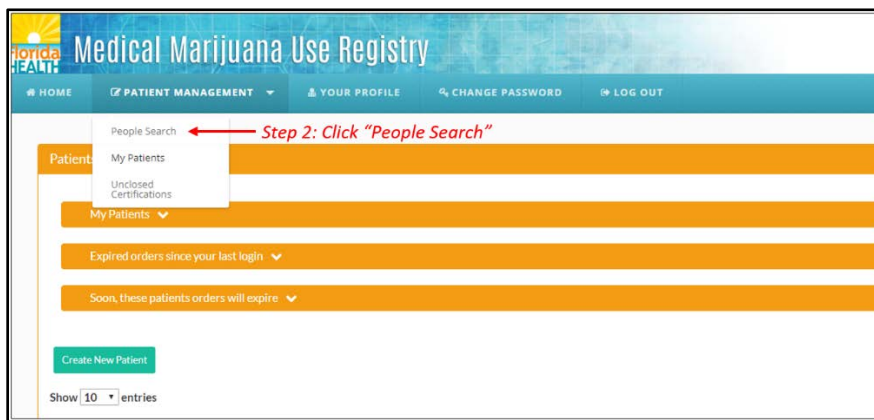 Florida
HEALTH
Medical Marijuana Use Registry
HOME PATIENT MANAGEMENT YOUR PROFILE CHANGE PASSWORD LOG OUT
People Search Step 2: Click “People Search”
Patient
My Patients
Unclosed
Certifications
My Patients
Expired orders since your last login
Soon, these patients orders will expire
Create New Patient
Show 10 entries